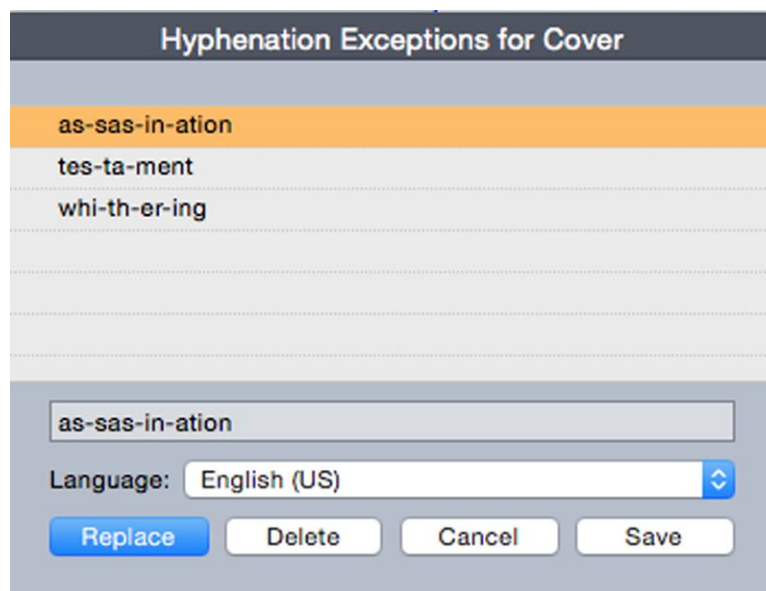 Hyphenation Exceptions for Cover
as-sas-in-ation
tes-ta-ment
whi-th-er-ing
as-sas-in-ation
Language: English (US)
Replace Delete Cancel Save